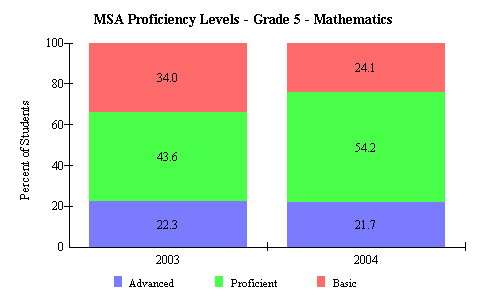 MSA Proficiency Levels - Grade 5 - Mathematics
Percent of Students
100
80
60
40
20
0
34.0
43.6
22.3
24.1
54.2
21.7
2003
2004
Advanced
Proficient
Basic